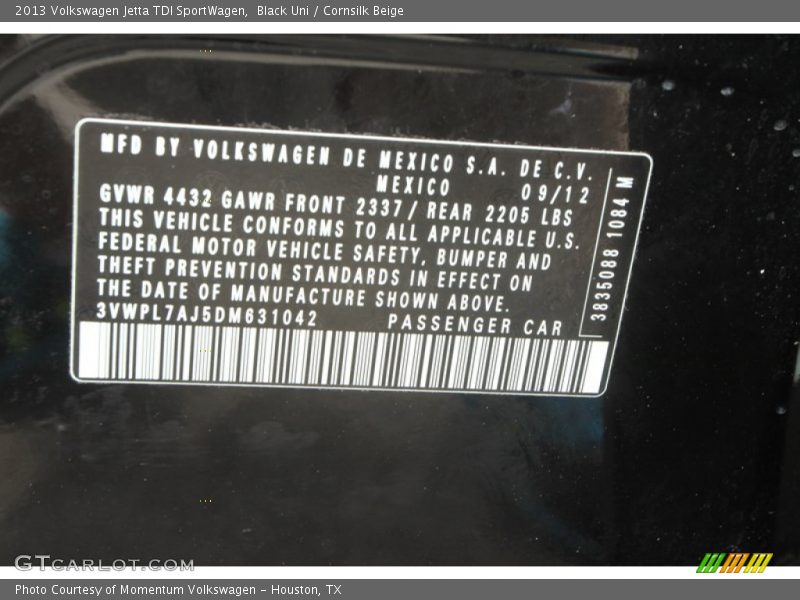 2013 Volkswagen Jetta TDI SportWagen,  Black Uni / Cornsilk Beige
MFD BY VOLKSWAGEN DE MEXICO S.A. DE C.V.
MEXICO 09/12
GVWR 4432 GAWR FRONT 2337/ REAR 2205 LBS
THIS VEHICLE CONFORMS TO ALL APPLICABLE U.S.
FEDERAL MOTOR VEHICLE SAFETY, BUMPER AND
THEFT PREVENTION STANDARDS IN EFFECT ON
THE DATE OF MANUFACTURE SHOWN ABOVE.
3VWPL7AJ5DM631042 PASSENGER CAR
3835088 1084 M
GTCARLOT.COM
Photo Courtesy of Momentum Volkswagen – Houston, TX